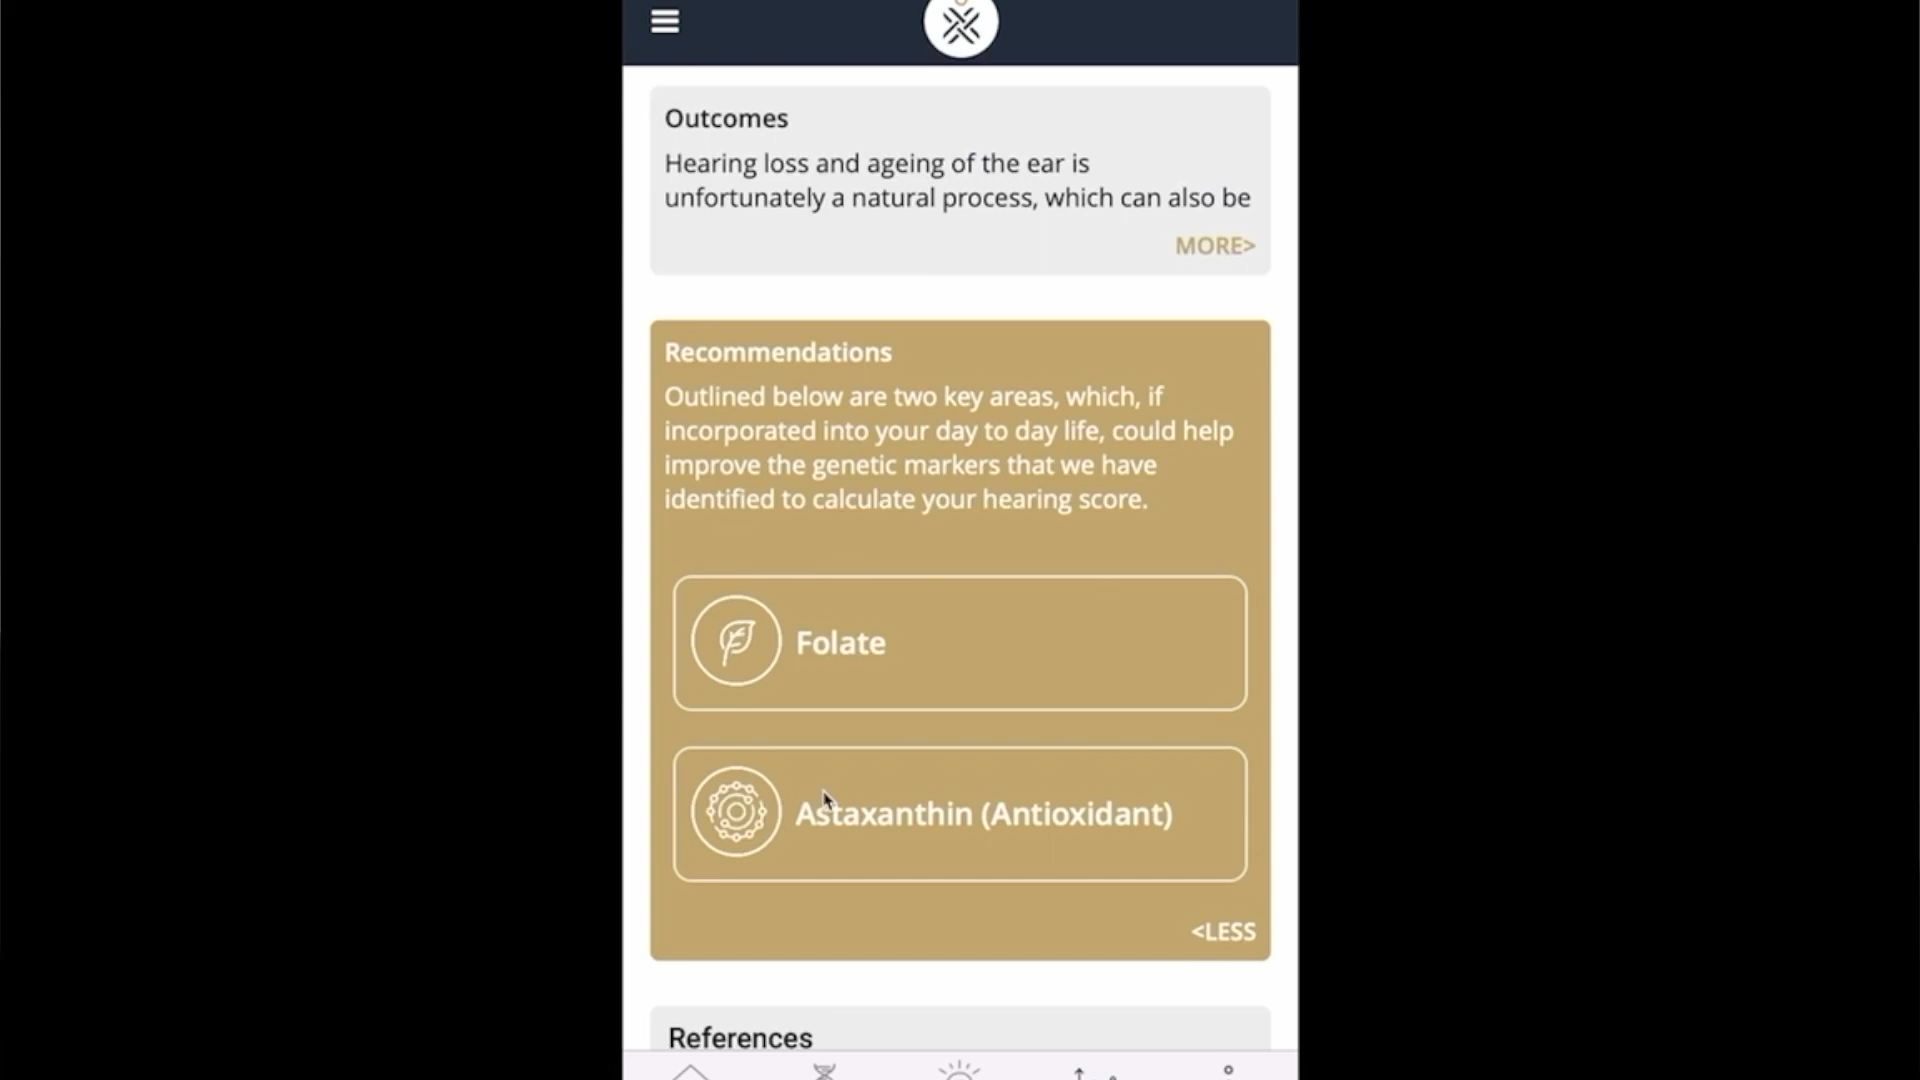 Outcomes
Hearing loss and ageing of the ear is
unfortunately a natural process, which can also be
MORE>
Recommendations
Outlined below are two key areas, which, if
incorporated into your day to day life, could help
improve the genetic markers that we have
identified to calculate your hearing score.
Folate
Astaxanthin (Antioxidant)
<LESS
References